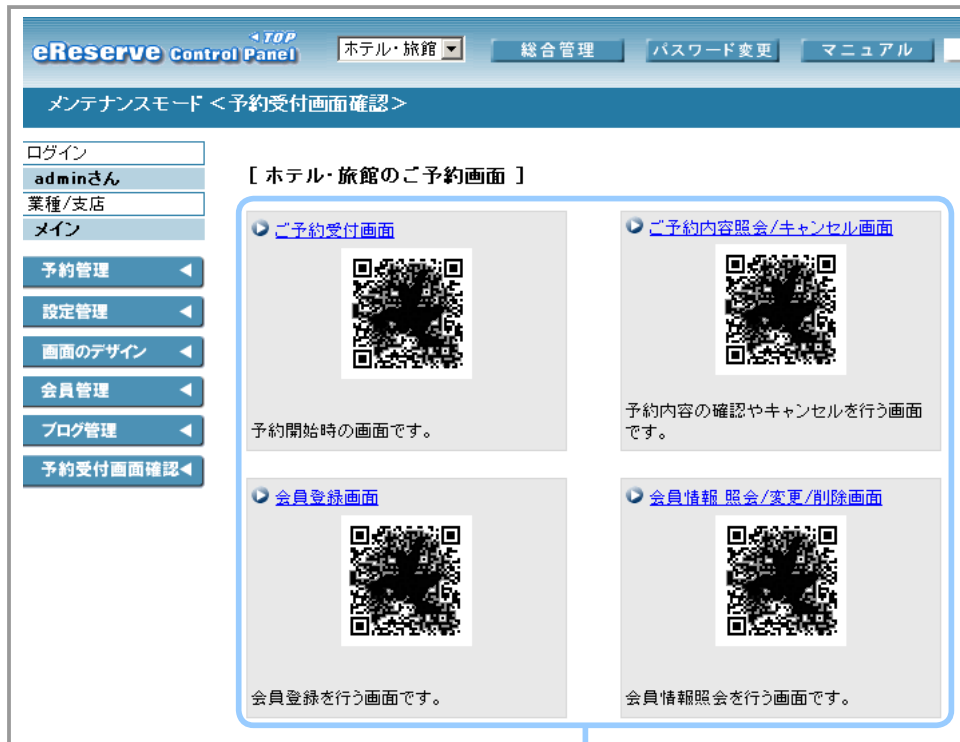 eReserve Control Panel
◀TOP
ホテル・旅館
総合管理
パスワード変更
マニュアル
メンテナンスモード <予約受付画面確認>
ログイン
adminさん
業種/支店
メイン
予約管理
設定管理
画面のデザイン
会員管理
ブログ管理
予約受付画面確認
[ ホテル・旅館のご予約画面 ]
ご予約受付画面
予約開始時の画面です。
ご予約内容照会/キャンセル画面
予約内容の確認やキャンセルを行う画面
です。
会員登録画面
会員登録を行う画面です。
会員情報 照会/変更/削除画面
会員情報照会を行う画面です。